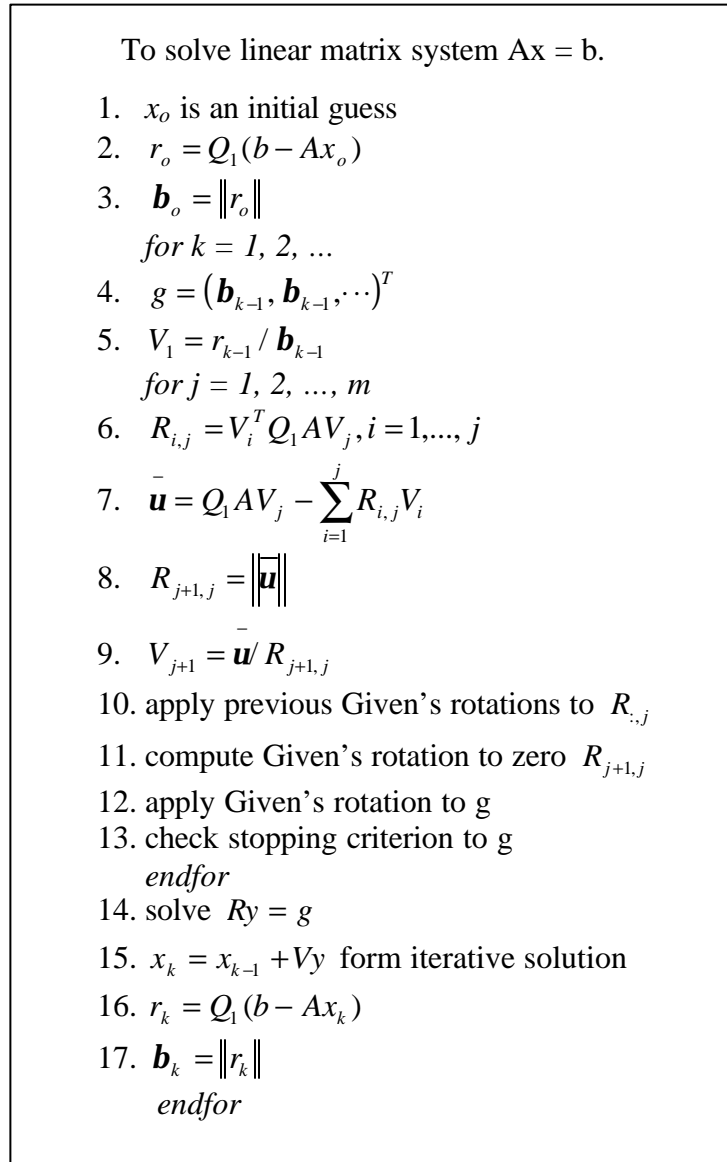 To solve linear matrix system Ax = b.
1. x_o is an initial guess
2. r_o = Q_1(b − Ax_o)
3. b_o = ‖r_o‖
for k = 1, 2, ...
4. g = (b_{k−1}, b_{k−1}, ⋯)^T
5. V_1 = r_{k−1} / b_{k−1}
for j = 1, 2, ..., m
6. R_{i,j} = V_i^T Q_1 AV_j, i = 1,..., j
7. ū = Q_1 AV_j − ∑_{i=1}^{j} R_{i,j} V_i
8. R_{j+1,j} = ‖ū‖
9. V_{j+1} = ū/ R_{j+1,j}
10. apply previous Given's rotations to R_{:,j}
11. compute Given's rotation to zero R_{j+1,j}
12. apply Given's rotation to g
13. check stopping criterion to g
endfor
14. solve Ry = g
15. x_k = x_{k−1} + Vy form iterative solution
16. r_k = Q_1(b − Ax_k)
17. b_k = ‖r_k‖
endfor